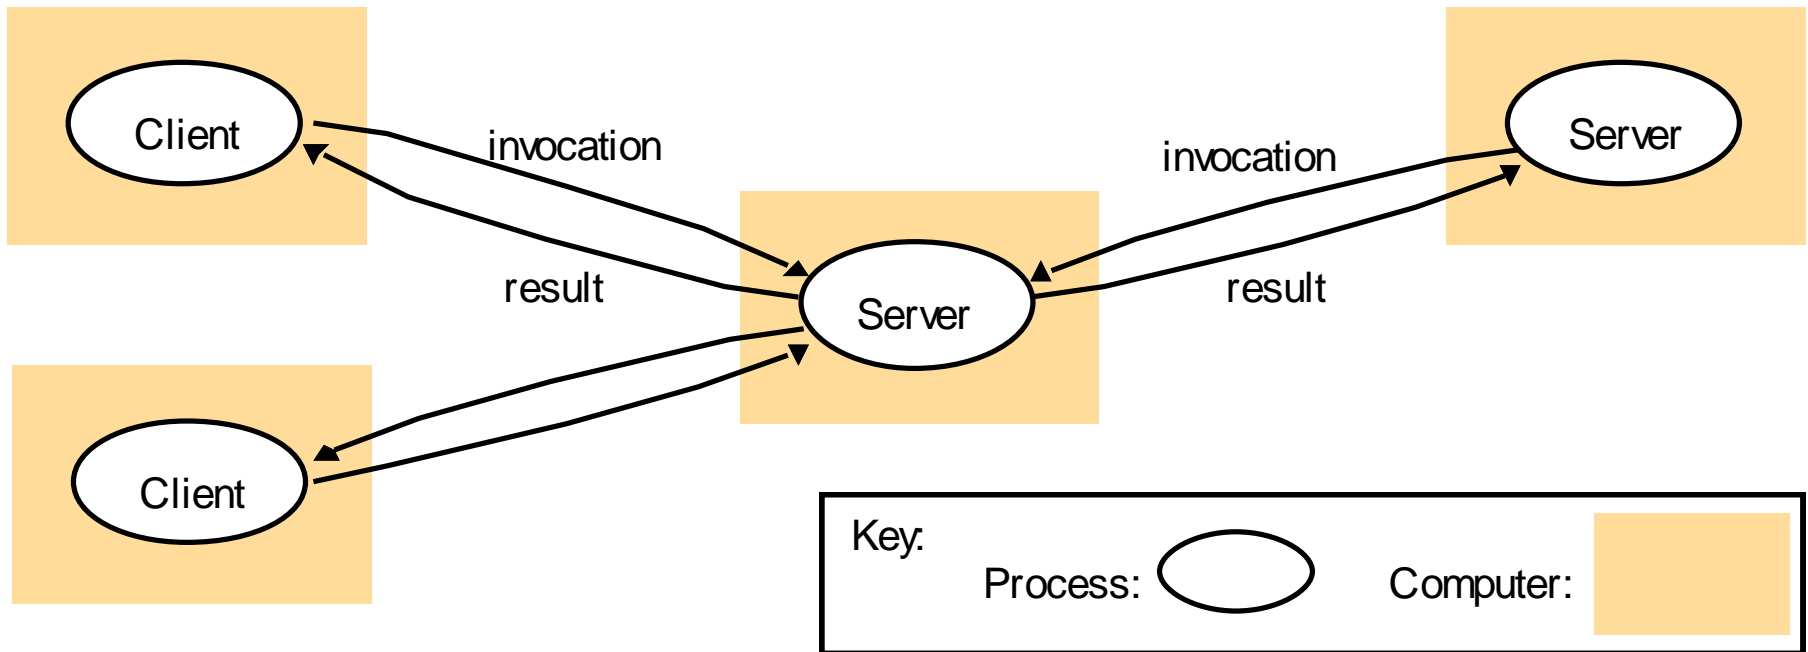 Client
invocation
invocation
Server
result
Server
result
Client
Key:
Process:
Computer: